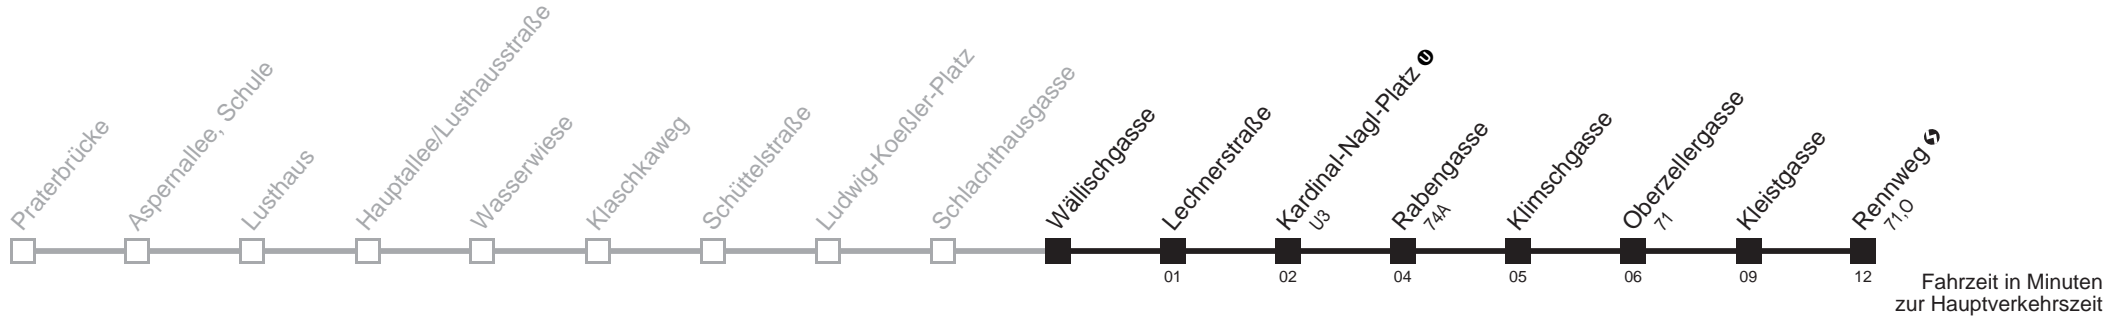 Praterbrücke
Aspernallee, Schule
Lusthaus
Hauptallee/Lusthausstraße
Wasserwiese
Klaschkaweg
Schüttelstraße
Ludwig-Koeßler-Platz
Schlachthausgasse
Wällischgasse
Lechnerstraße
Kardinal-Nagl-Platz U
U3
Rabengasse
74A
Klimschgasse
Oberzellergasse
71
Kleistgasse
Rennweg S
71,O
01
02
04
05
06
09
12
Fahrzeit in Minuten
zur Hauptverkehrszeit